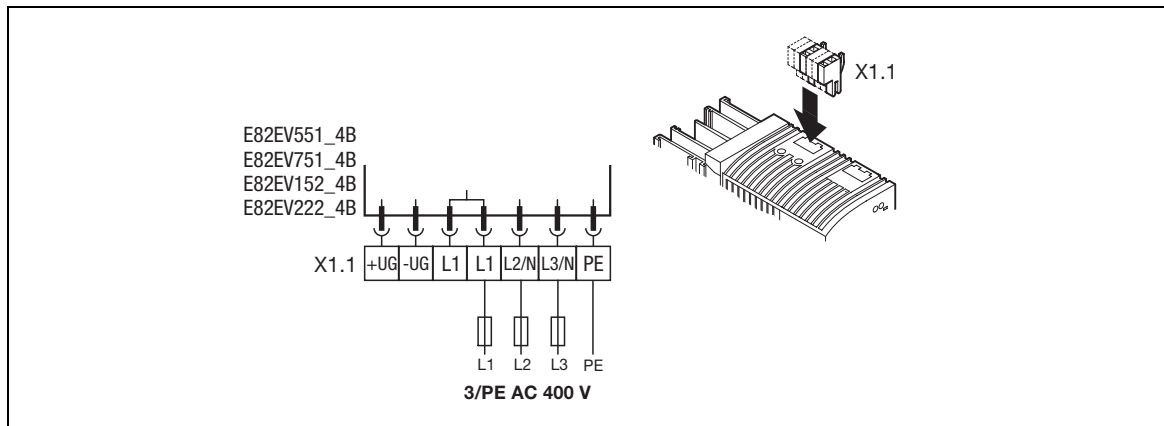 X1.1
E82EV551_4B
E82EV751_4B
E82EV152_4B
E82EV222_4B
X1.1 +UG -UG L1 L1 L2/N L3/N PE
L1 L2 L3 PE
3/PE AC 400 V